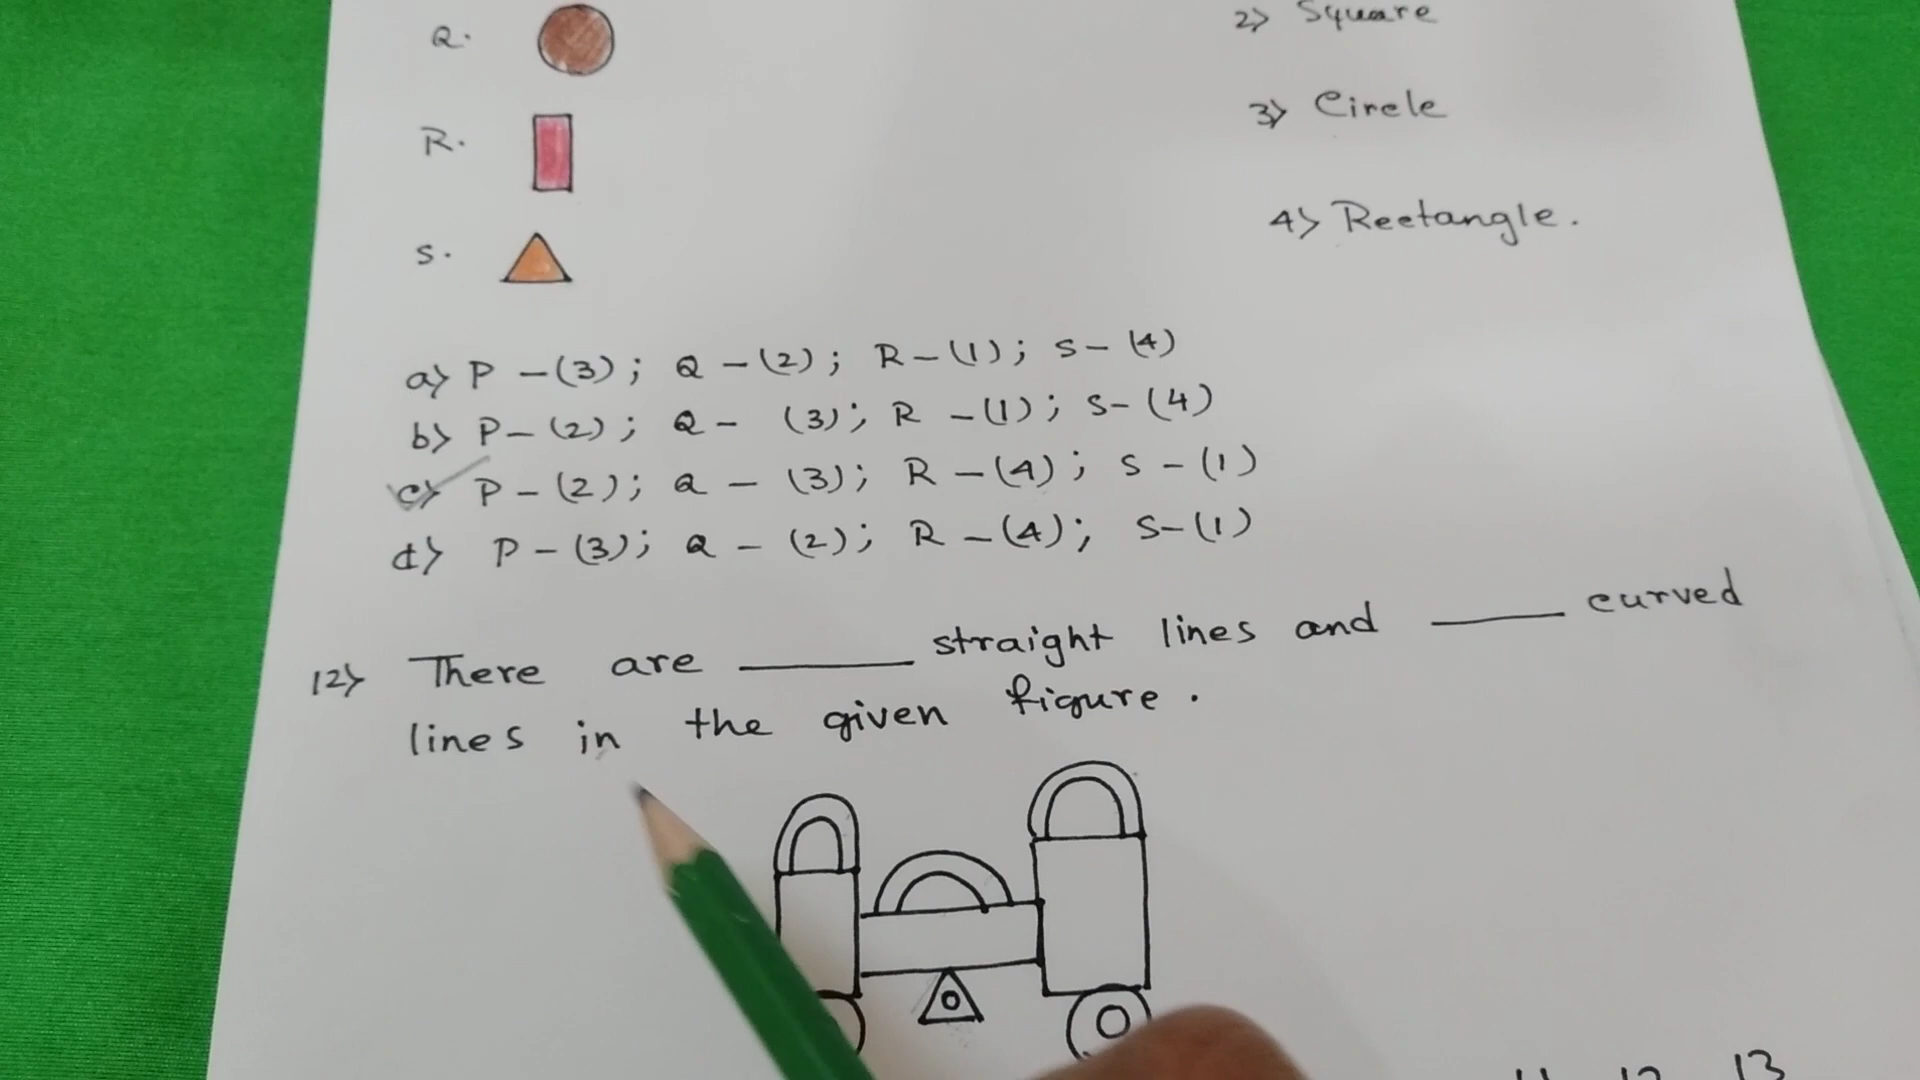 Q.
2) Square
R.
3) Circle
S.
4) Rectangle.
a) P - (3); Q - (2); R - (1); S - (4)
b) P - (2); Q - (3); R - (1); S - (4)
c) P - (2); Q - (3); R - (4); S - (1)
d) P - (3); Q - (2); R - (4); S - (1)
12) There are ______ straight lines and ______ curved
lines in the given figure.
13